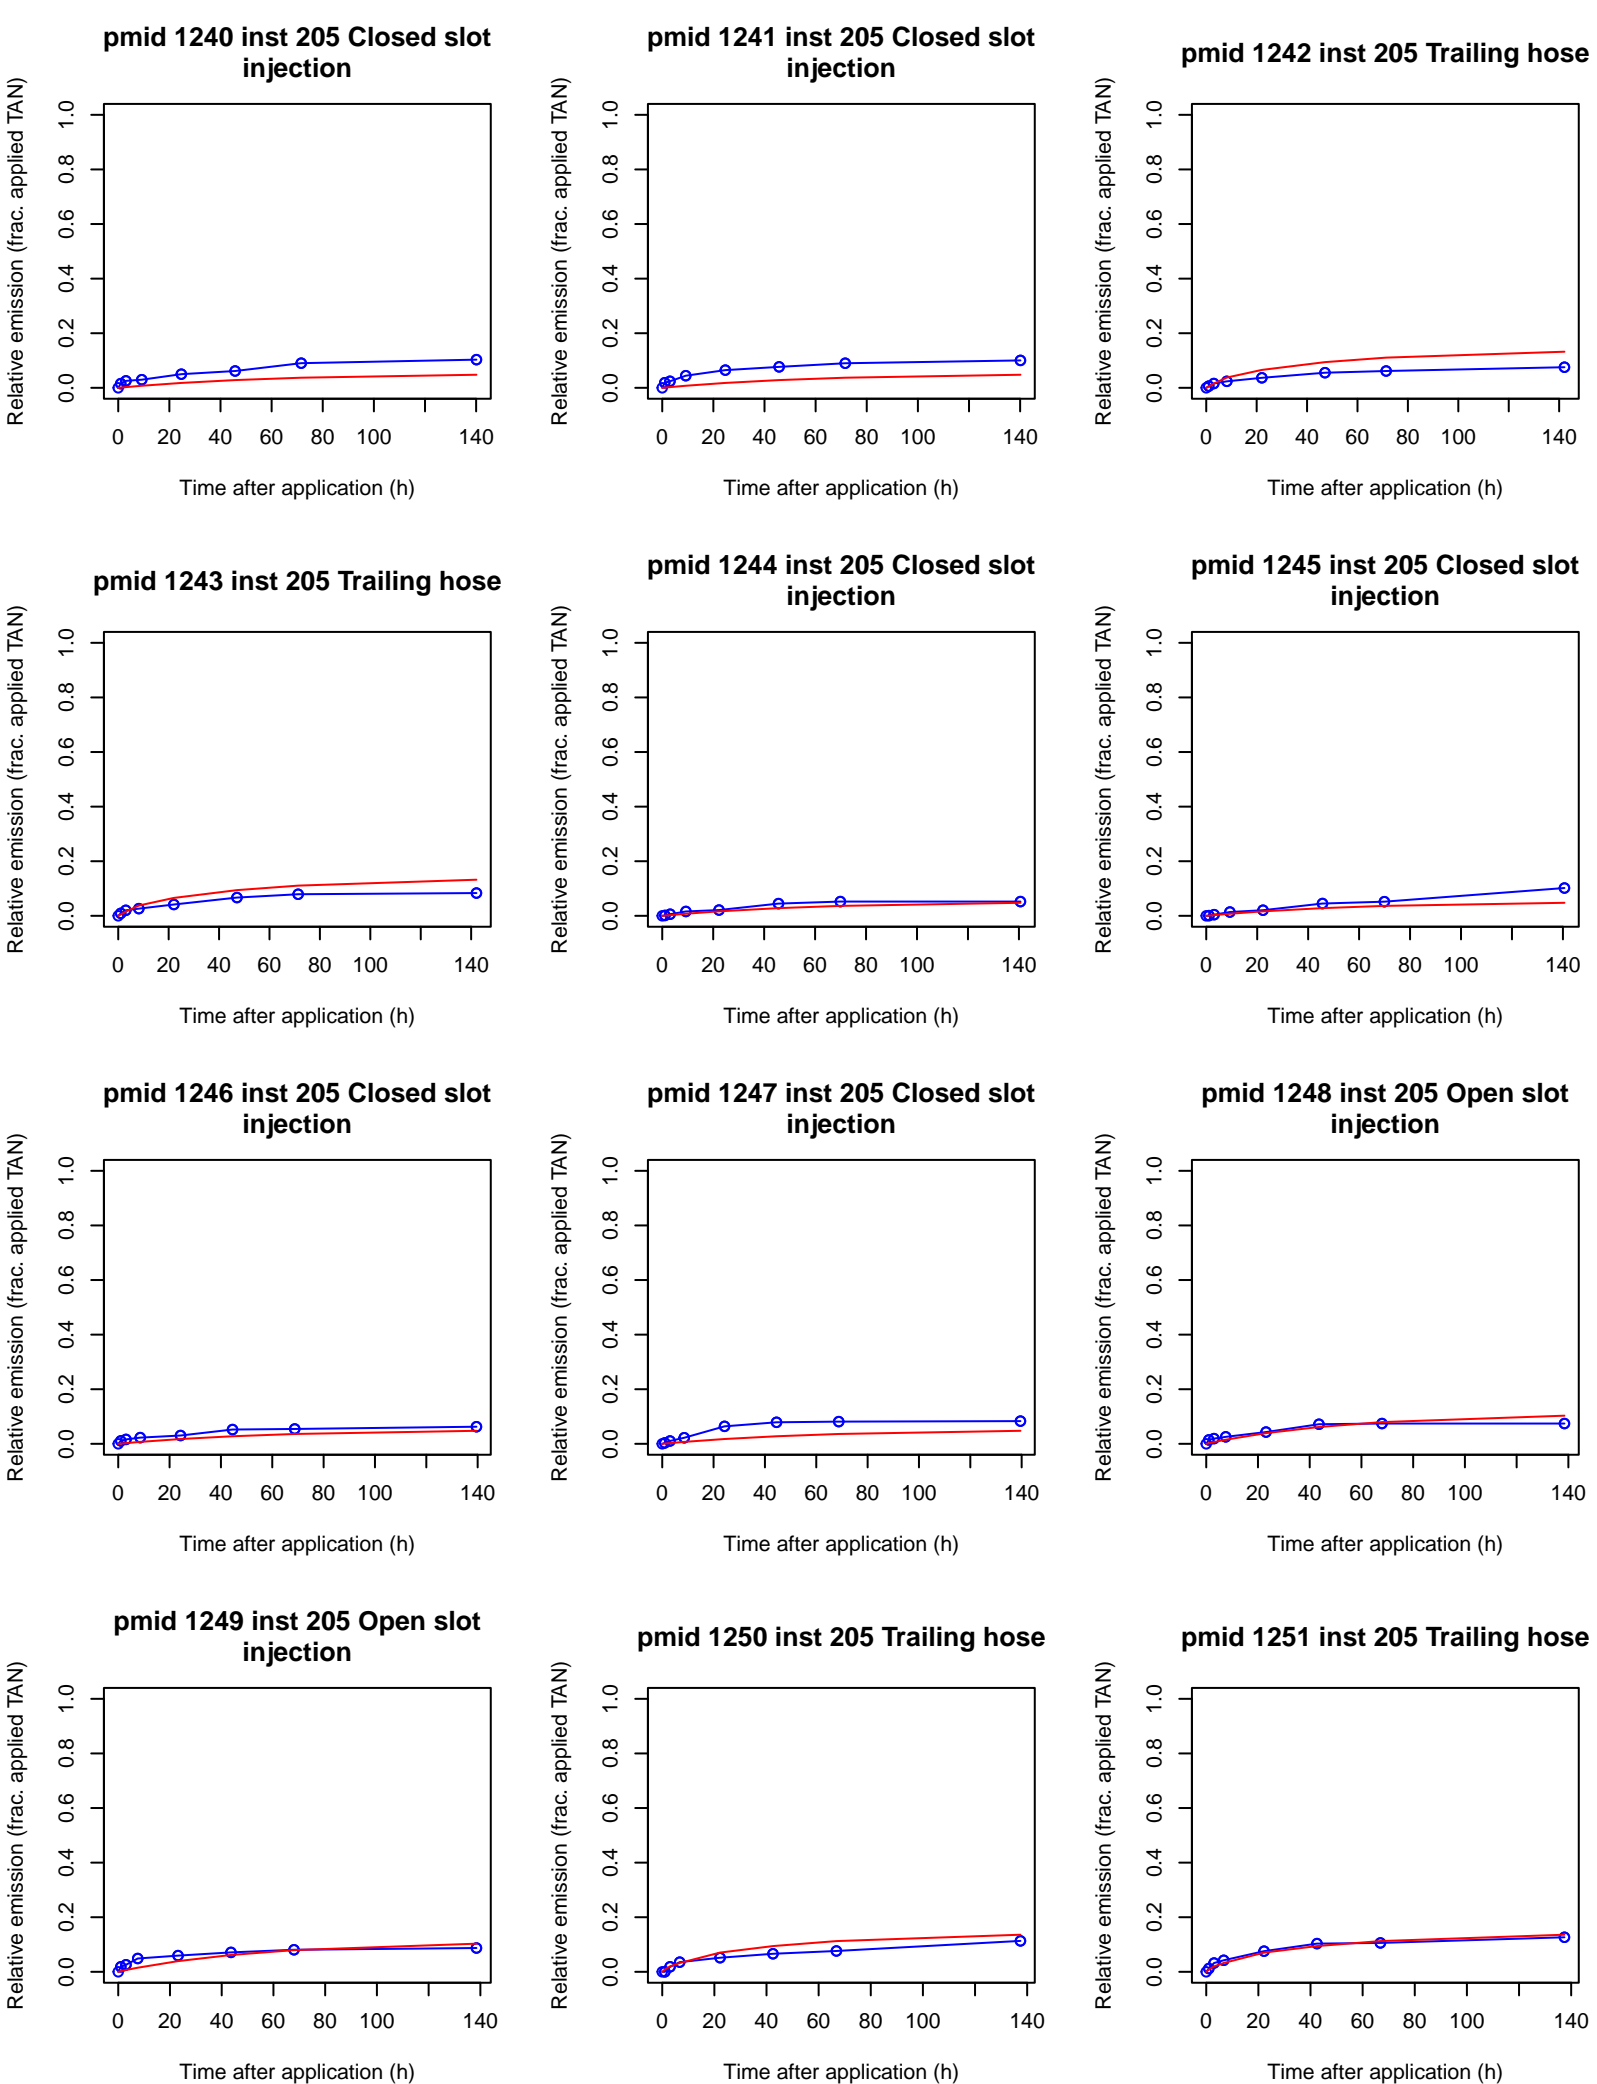 pmid 1240 inst 205 Closed slot
injection
Relative emission (frac. applied TAN)
1.0
0.8
0.6
0.4
0.2
0.0
0 20 40 60 80 100 140
Time after application (h)
pmid 1241 inst 205 Closed slot
injection
Relative emission (frac. applied TAN)
1.0
0.8
0.6
0.4
0.2
0.0
0 20 40 60 80 100 140
Time after application (h)
pmid 1242 inst 205 Trailing hose
Relative emission (frac. applied TAN)
1.0
0.8
0.6
0.4
0.2
0.0
0 20 40 60 80 100 140
Time after application (h)
pmid 1243 inst 205 Trailing hose
Relative emission (frac. applied TAN)
1.0
0.8
0.6
0.4
0.2
0.0
0 20 40 60 80 100 140
Time after application (h)
pmid 1244 inst 205 Closed slot
injection
Relative emission (frac. applied TAN)
1.0
0.8
0.6
0.4
0.2
0.0
0 20 40 60 80 100 140
Time after application (h)
pmid 1245 inst 205 Closed slot
injection
Relative emission (frac. applied TAN)
1.0
0.8
0.6
0.4
0.2
0.0
0 20 40 60 80 100 140
Time after application (h)
pmid 1246 inst 205 Closed slot
injection
Relative emission (frac. applied TAN)
1.0
0.8
0.6
0.4
0.2
0.0
0 20 40 60 80 100 140
Time after application (h)
pmid 1247 inst 205 Closed slot
injection
Relative emission (frac. applied TAN)
1.0
0.8
0.6
0.4
0.2
0.0
0 20 40 60 80 100 140
Time after application (h)
pmid 1248 inst 205 Open slot
injection
Relative emission (frac. applied TAN)
1.0
0.8
0.6
0.4
0.2
0.0
0 20 40 60 80 100 140
Time after application (h)
pmid 1249 inst 205 Open slot
injection
Relative emission (frac. applied TAN)
1.0
0.8
0.6
0.4
0.2
0.0
0 20 40 60 80 100 140
Time after application (h)
pmid 1250 inst 205 Trailing hose
Relative emission (frac. applied TAN)
1.0
0.8
0.6
0.4
0.2
0.0
0 20 40 60 80 100 140
Time after application (h)
pmid 1251 inst 205 Trailing hose
Relative emission (frac. applied TAN)
1.0
0.8
0.6
0.4
0.2
0.0
0 20 40 60 80 100 140
Time after application (h)